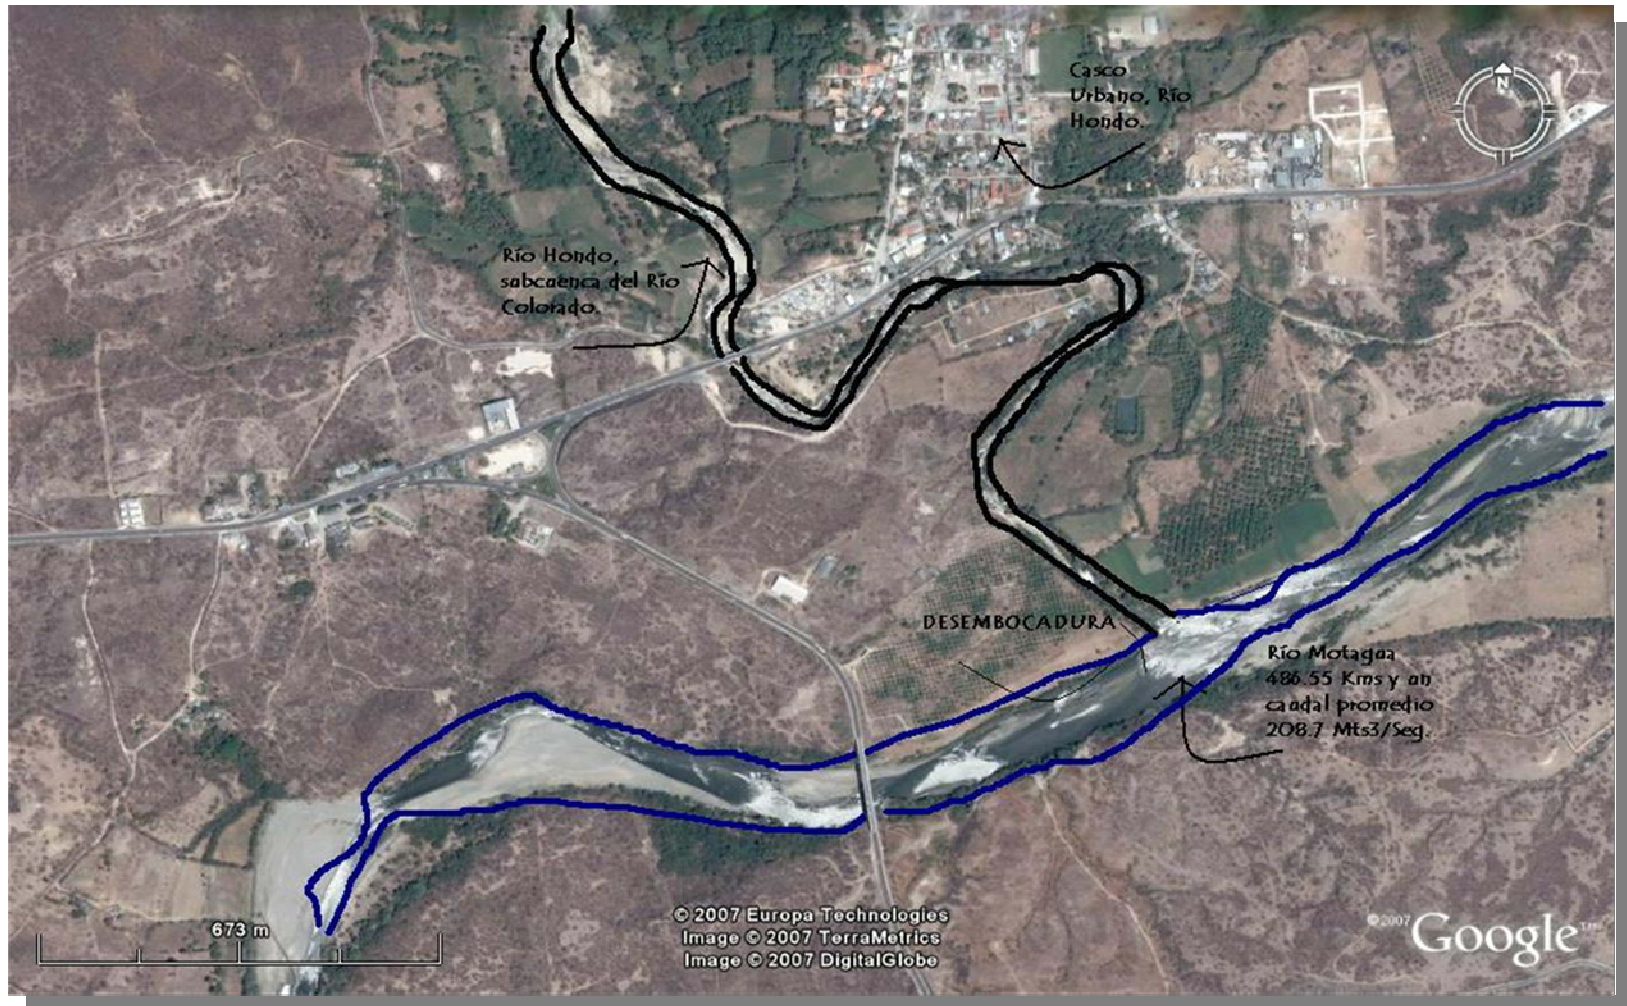 Casco
Urbano, Río
Hondo.
N
Río Hondo,
subcuenca del Río
Colorado.
DESEMBOCADURA
Río Motagua
486.55 Kms y un
caudal promedio
208.7 Mts3/Seg.
673 m
© 2007 Europa Technologies
Image © 2007 TerraMetrics
Image © 2007 DigitalGlobe
©2007 Google™